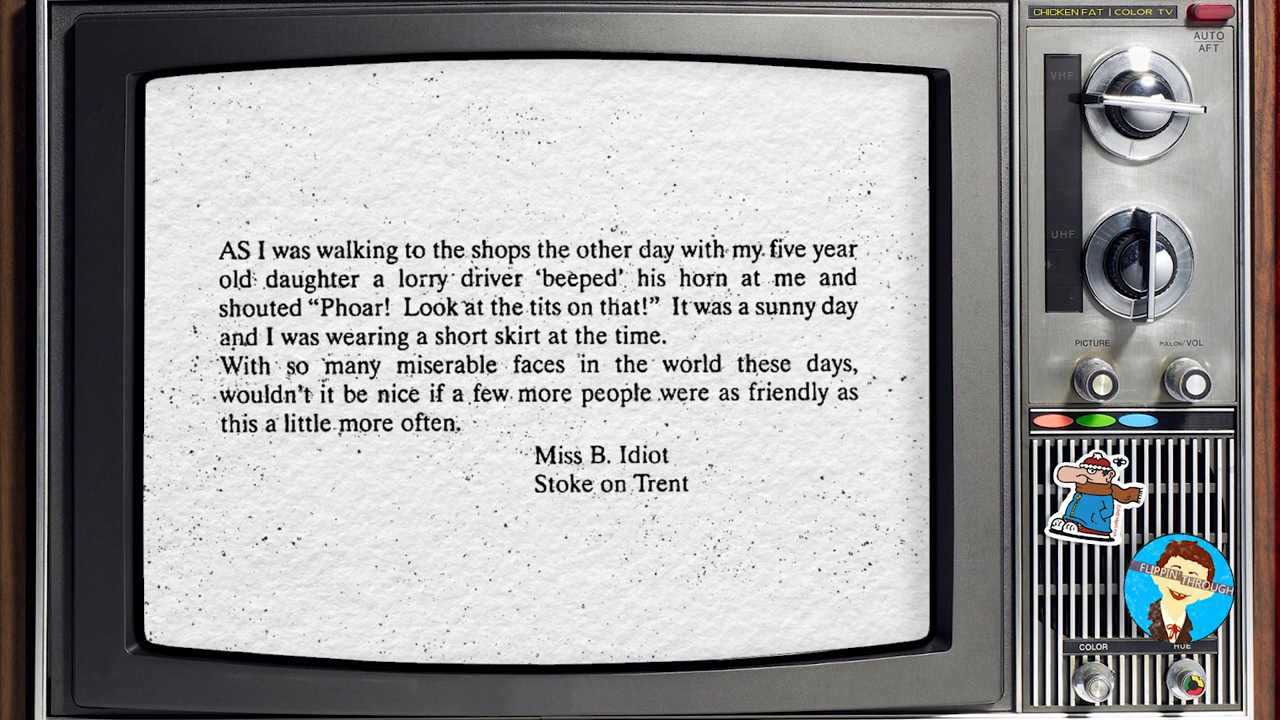 CHICKEN FAT | COLOR TV
AUTO
AFT
VHF
AS I was walking to the shops the other day with my five year
old daughter a lorry driver ‘beeped’ his horn at me and
shouted “Phoar! Look at the tits on that!” It was a sunny day
and I was wearing a short skirt at the time.
With so many miserable faces in the world these days,
wouldn’t it be nice if a few more people were as friendly as
this a little more often.
Miss B. Idiot
Stoke on Trent
UHF
PICTURE
PULL ON/VOL
FLIPPIN' THROUGH
COLOR
HUE